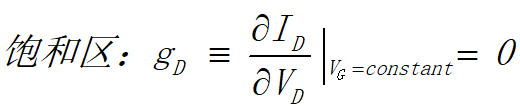 饱和区：g_D ≡ ∂I_D / ∂V_D |_{V_G = constant} = 0